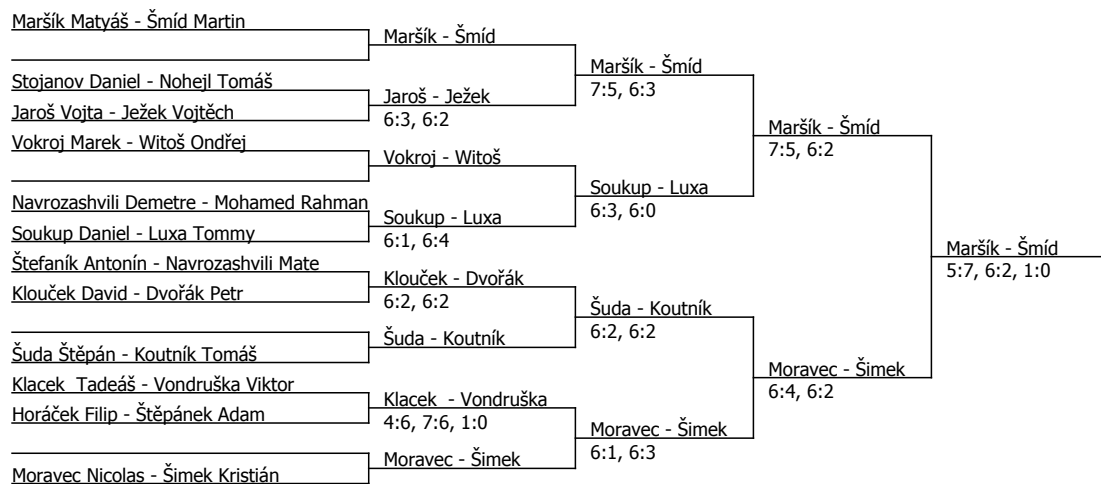 Maršík Matyáš - Šmíd Martin
Stojanov Daniel - Nohejl Tomáš
Jaroš Vojta - Ježek Vojtěch
Vokroj Marek - Witoš Ondřej
Navrozashvili Demetre - Mohamed Rahman
Soukup Daniel - Luxa Tommy
Štefaník Antonín - Navrozashvili Mate
Klouček David - Dvořák Petr
Šuda Štěpán - Koutník Tomáš
Klacek  Tadeáš - Vondruška Viktor
Horáček Filip - Štěpánek Adam
Moravec Nicolas - Šimek Kristián
Maršík - Šmíd
Jaroš - Ježek
6:3, 6:2
Vokroj - Witoš
Soukup - Luxa
6:1, 6:4
Klouček - Dvořák
6:2, 6:2
Šuda - Koutník
Klacek  - Vondruška
4:6, 7:6, 1:0
Moravec - Šimek
Maršík - Šmíd
7:5, 6:3
Soukup - Luxa
6:3, 6:0
Šuda - Koutník
6:2, 6:2
Moravec - Šimek
6:1, 6:3
Maršík - Šmíd
7:5, 6:2
Moravec - Šimek
6:4, 6:2
Maršík - Šmíd
5:7, 6:2, 1:0